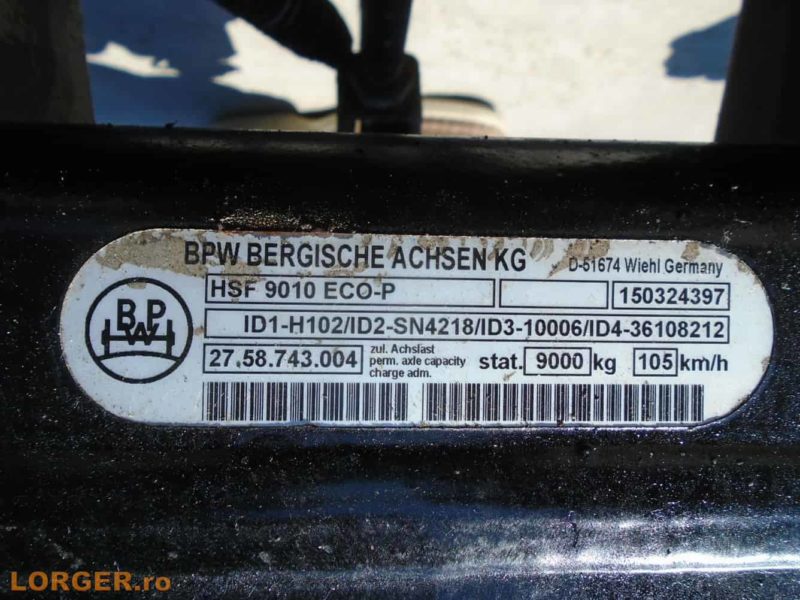 BPW BERGISCHE ACHSEN KG D-51674 Wiehl Germany
BPW
HSF 9010 ECO-P 150324397
ID1-H102/ID2-SN4218/ID3-10006/ID4-36108212
27.58.743.004 zul. Achslast
perm. axle capacity
charge adm. stat. 9000 kg 105 km/h
LORGER.ro